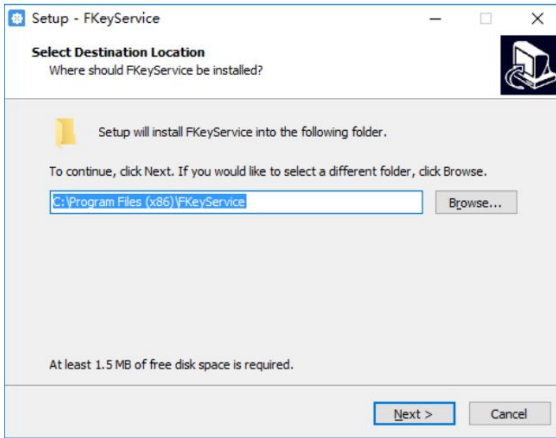 Setup - FKeyService
Select Destination Location
Where should FKeyService be installed?
Setup will install FKeyService into the following folder.
To continue, click Next. If you would like to select a different folder, click Browse.
C:\Program Files (x86)\FKeyService
Browse...
At least 1.5 MB of free disk space is required.
Next >
Cancel